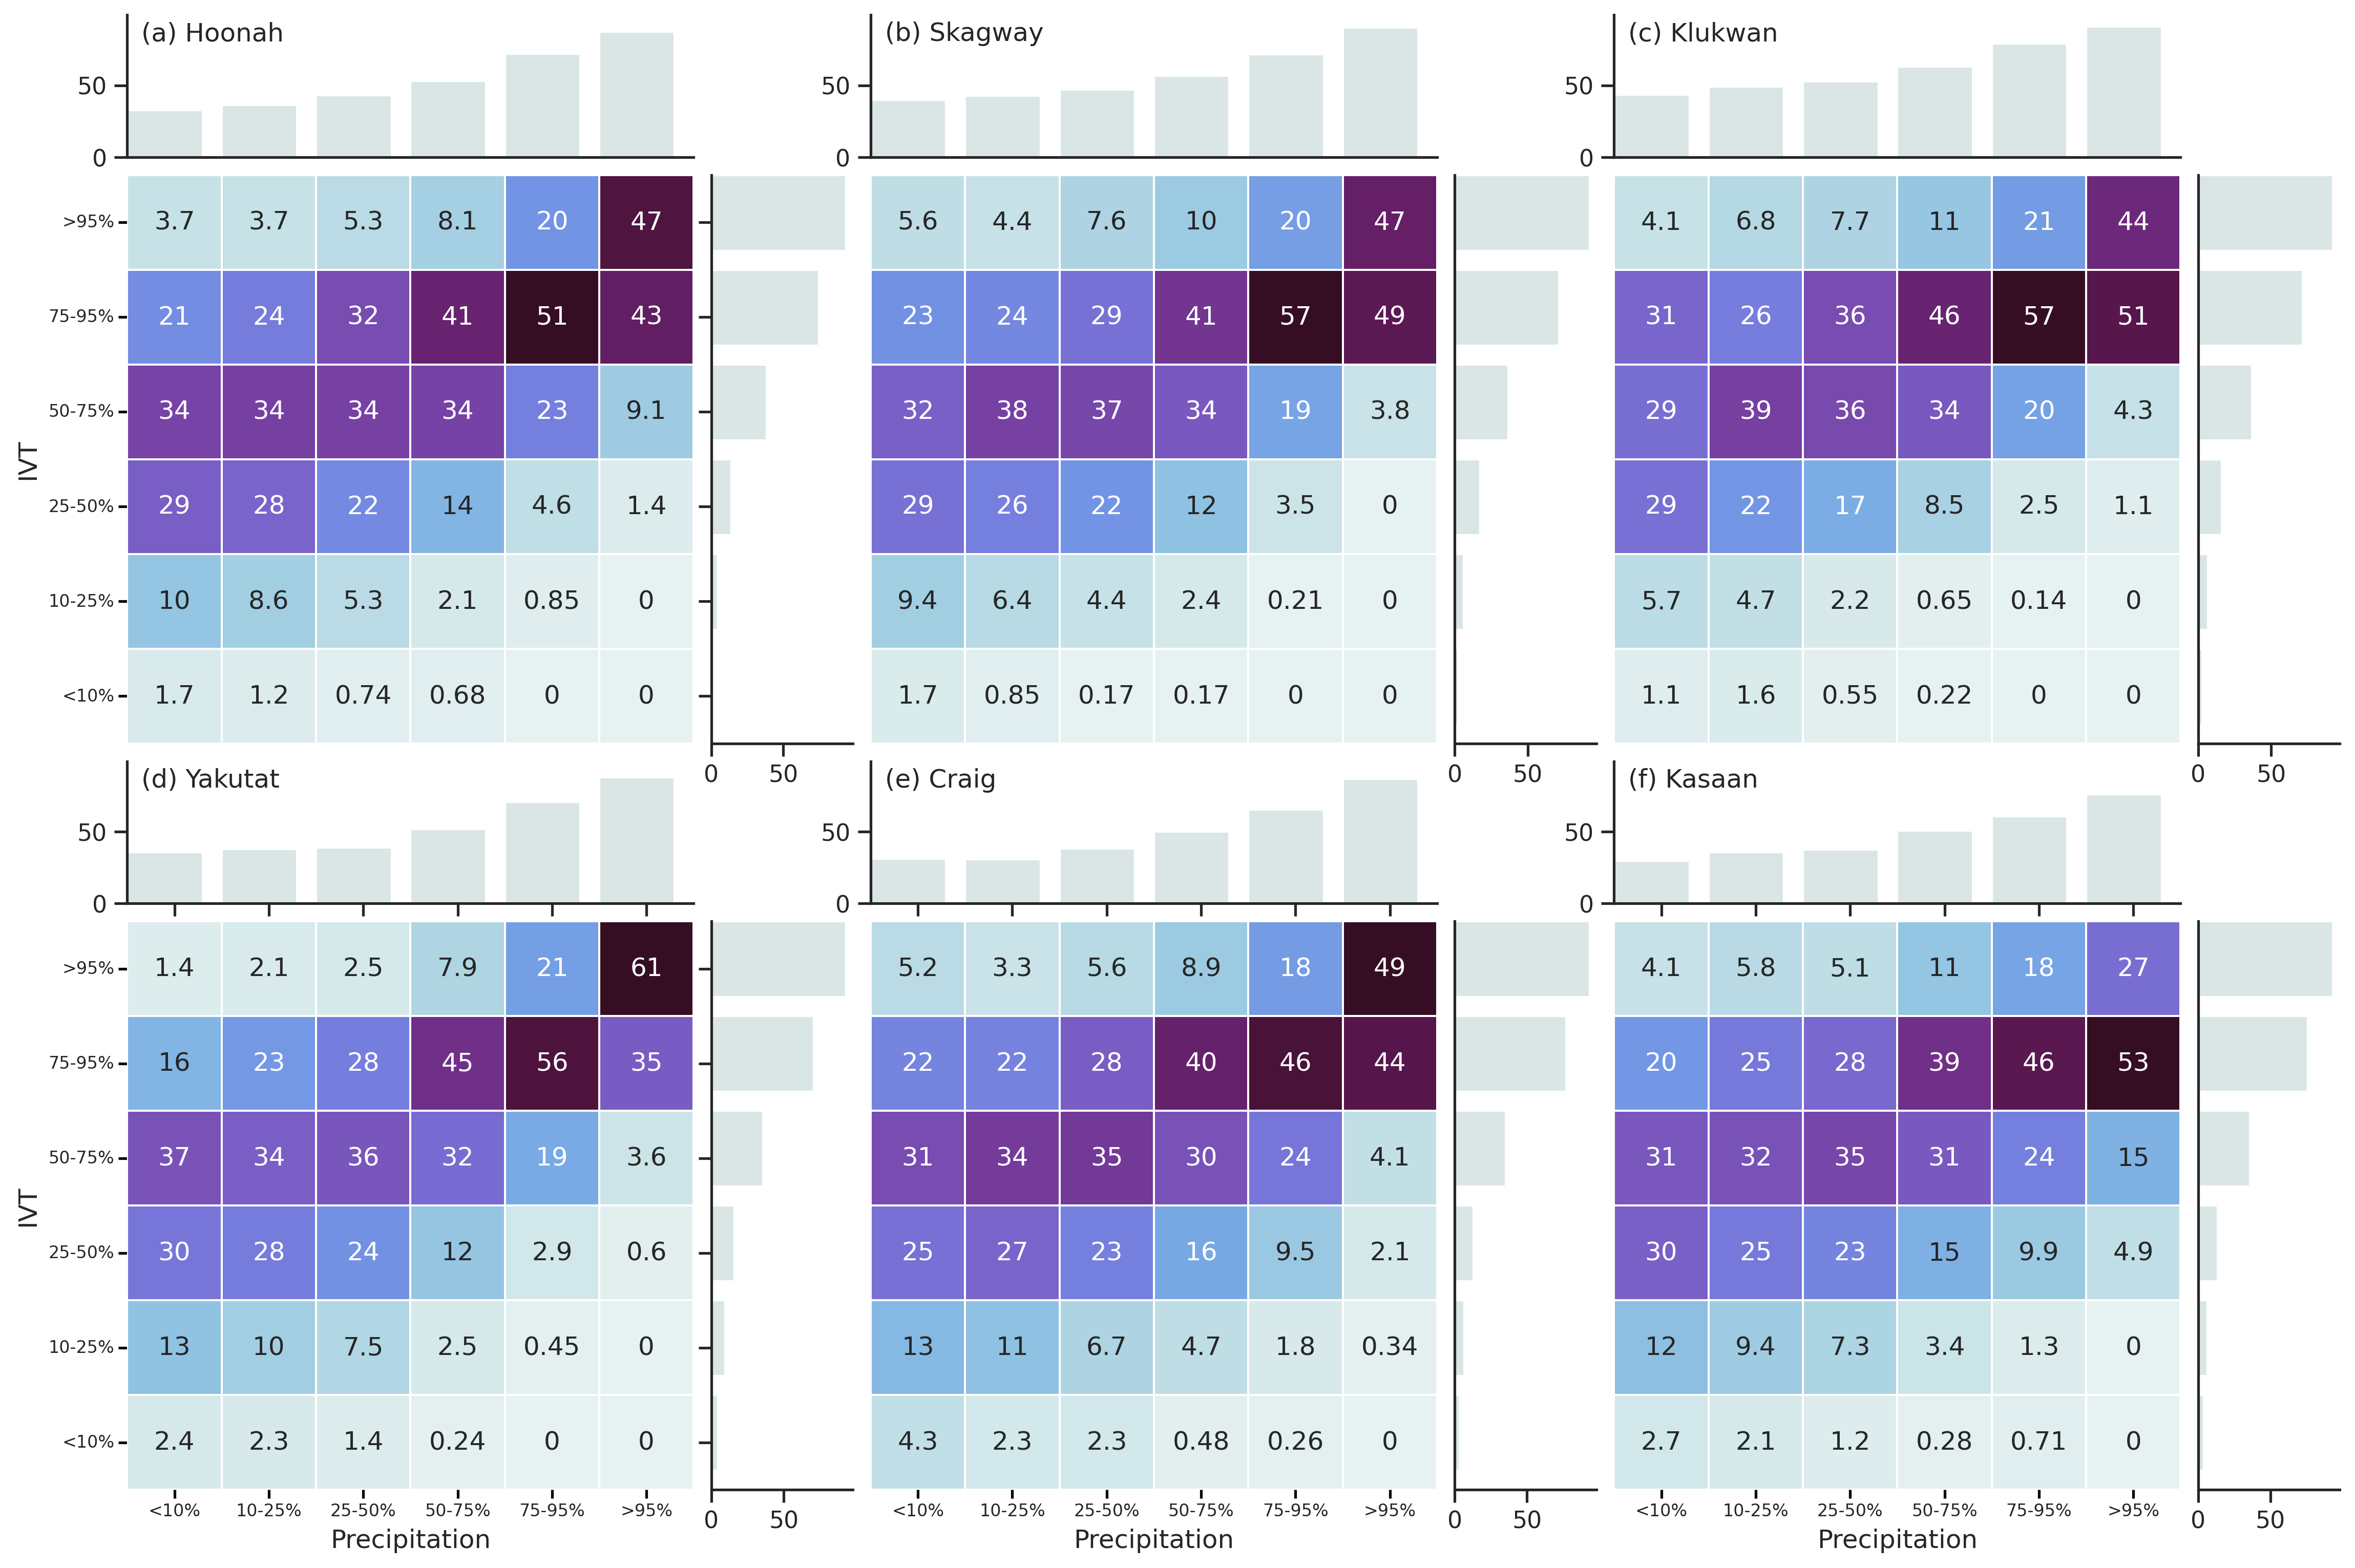 (a) Hoonah (b) Skagway (c) Klukwan
50 50 50
0 0 0
>95% 3.7 3.7 5.3 8.1 20 47 5.6 4.4 7.6 10 20 47 4.1 6.8 7.7 11 21 44
75-95% 21 24 32 41 51 43 23 24 29 41 57 49 31 26 36 46 57 51
50-75% 34 34 34 34 23 9.1 32 38 37 34 19 3.8 29 39 36 34 20 4.3
IVT
25-50% 29 28 22 14 4.6 1.4 29 26 22 12 3.5 0 29 22 17 8.5 2.5 1.1
10-25% 10 8.6 5.3 2.1 0.85 0 9.4 6.4 4.4 2.4 0.21 0 5.7 4.7 2.2 0.65 0.14 0
<10% 1.7 1.2 0.74 0.68 0 0 1.7 0.85 0.17 0.17 0 0 1.1 1.6 0.55 0.22 0 0
0 50 0 50 0 50
(d) Yakutat (e) Craig (f) Kasaan
50 50 50
0 0 0
>95% 1.4 2.1 2.5 7.9 21 61 5.2 3.3 5.6 8.9 18 49 4.1 5.8 5.1 11 18 27
75-95% 16 23 28 45 56 35 22 22 28 40 46 44 20 25 28 39 46 53
50-75% 37 34 36 32 19 3.6 31 34 35 30 24 4.1 31 32 35 31 24 15
IVT
25-50% 30 28 24 12 2.9 0.6 25 27 23 16 9.5 2.1 30 25 23 15 9.9 4.9
10-25% 13 10 7.5 2.5 0.45 0 13 11 6.7 4.7 1.8 0.34 12 9.4 7.3 3.4 1.3 0
<10% 2.4 2.3 1.4 0.24 0 0 4.3 2.3 2.3 0.48 0.26 0 2.7 2.1 1.2 0.28 0.71 0
<10% 10-25% 25-50% 50-75% 75-95% >95% 0 50 <10% 10-25% 25-50% 50-75% 75-95% >95% 0 50 <10% 10-25% 25-50% 50-75% 75-95% >95% 0 50
Precipitation Precipitation Precipitation